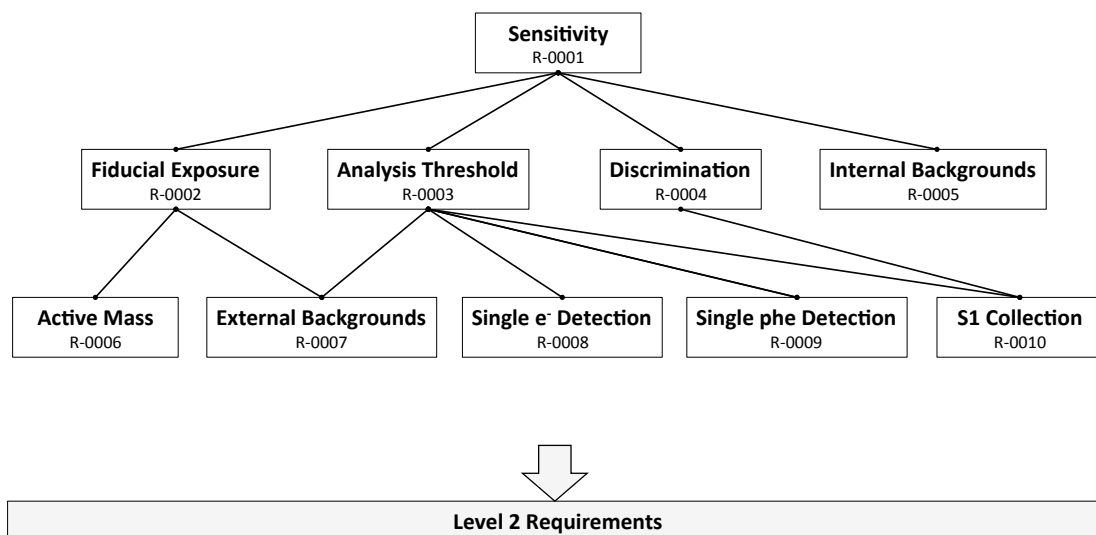 Sensitivity
R-0001
Fiducial Exposure
R-0002
Analysis Threshold
R-0003
Discrimination
R-0004
Internal Backgrounds
R-0005
Active Mass
R-0006
External Backgrounds
R-0007
Single e⁻ Detection
R-0008
Single phe Detection
R-0009
S1 Collection
R-0010
Level 2 Requirements